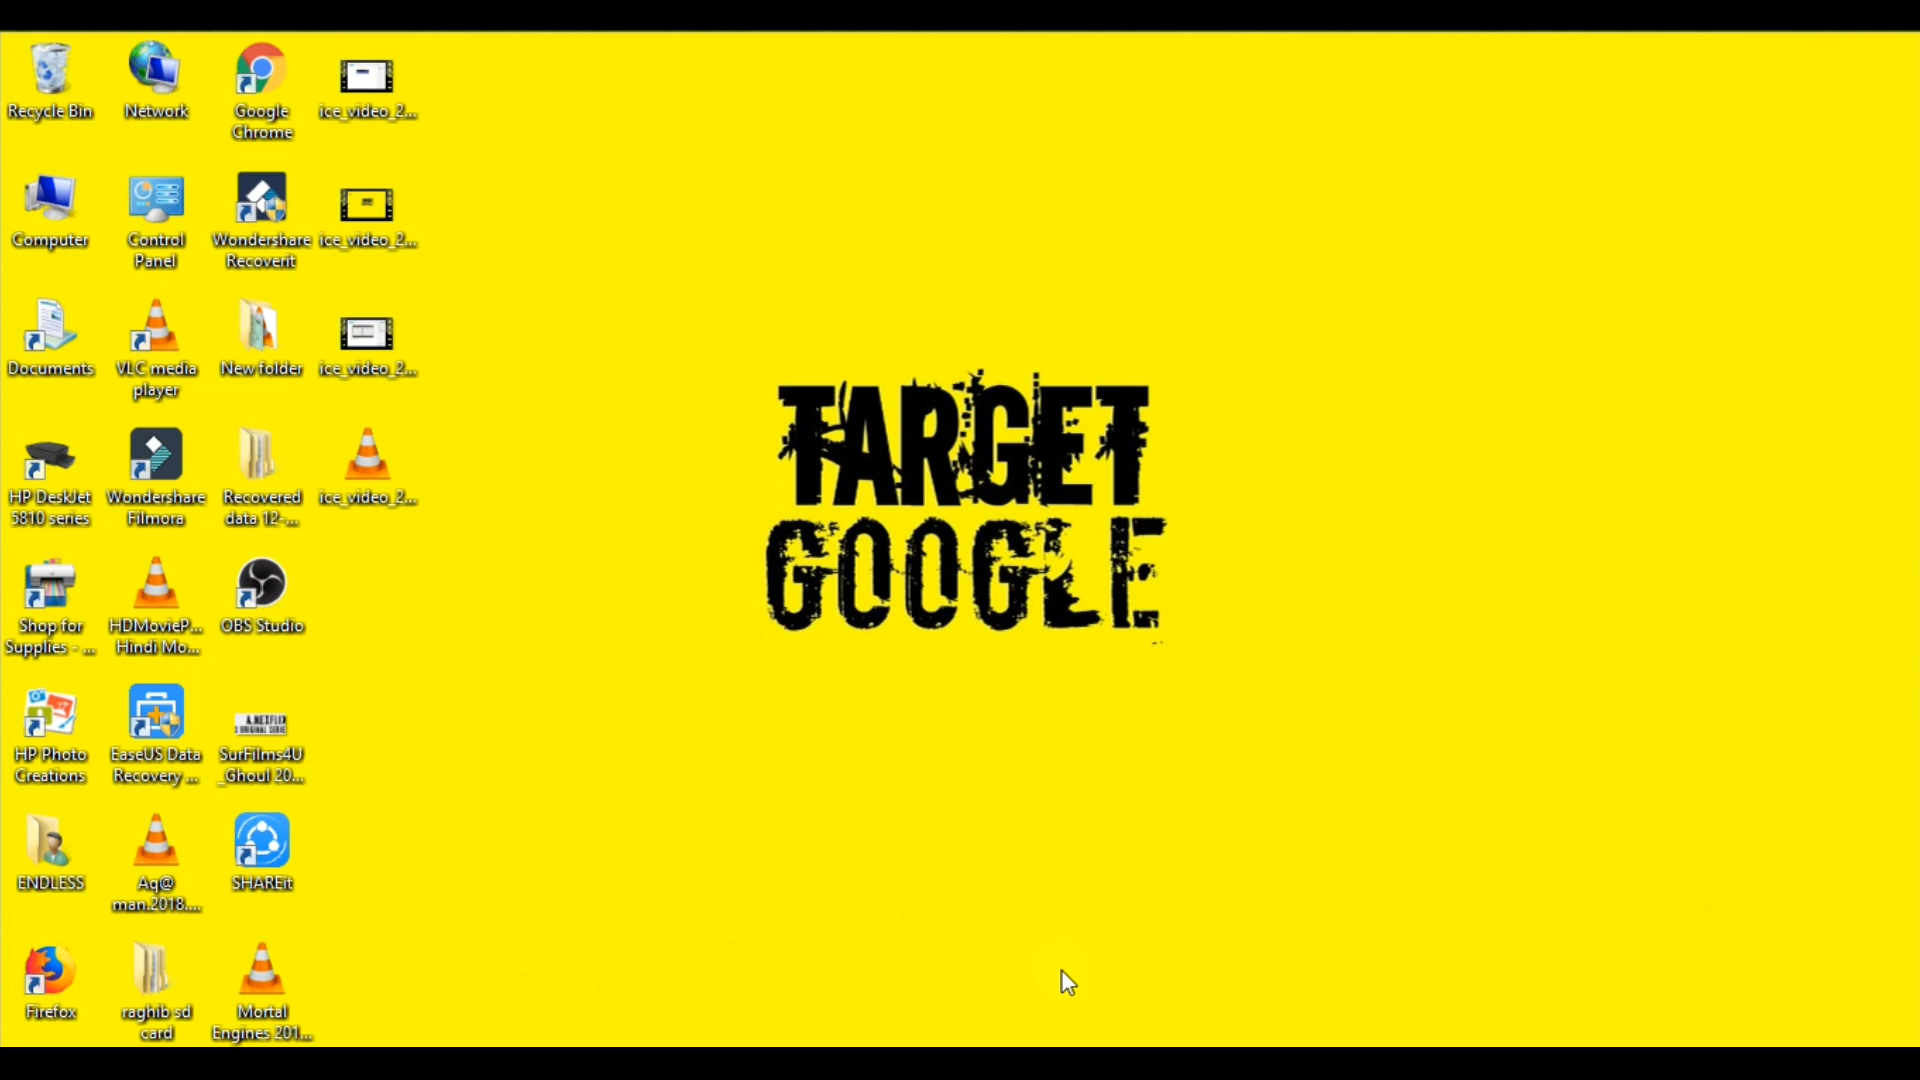 Recycle Bin
Network
Google
Chrome
ice_video_2...
Computer
Control
Panel
Wondershare
Recoverit
ice_video_2...
Documents
VLC media
player
New folder
ice_video_2...
HP DeskJet
5810 series
Wondershare
Filmora
Recovered
data 12-...
ice_video_2...
Shop for
Supplies - ...
HDMovieP...
Hindi Mo...
OBS Studio
HP Photo
Creations
EaseUS Data
Recovery ...
A NETFLIX
ORIGINAL SERIE
SurFilms4U
_Ghoul 20...
ENDLESS
Aq@
man.2018....
SHAREit
Firefox
raghib sd
card
Mortal
Engines 201...
TARGET
GOOGLE